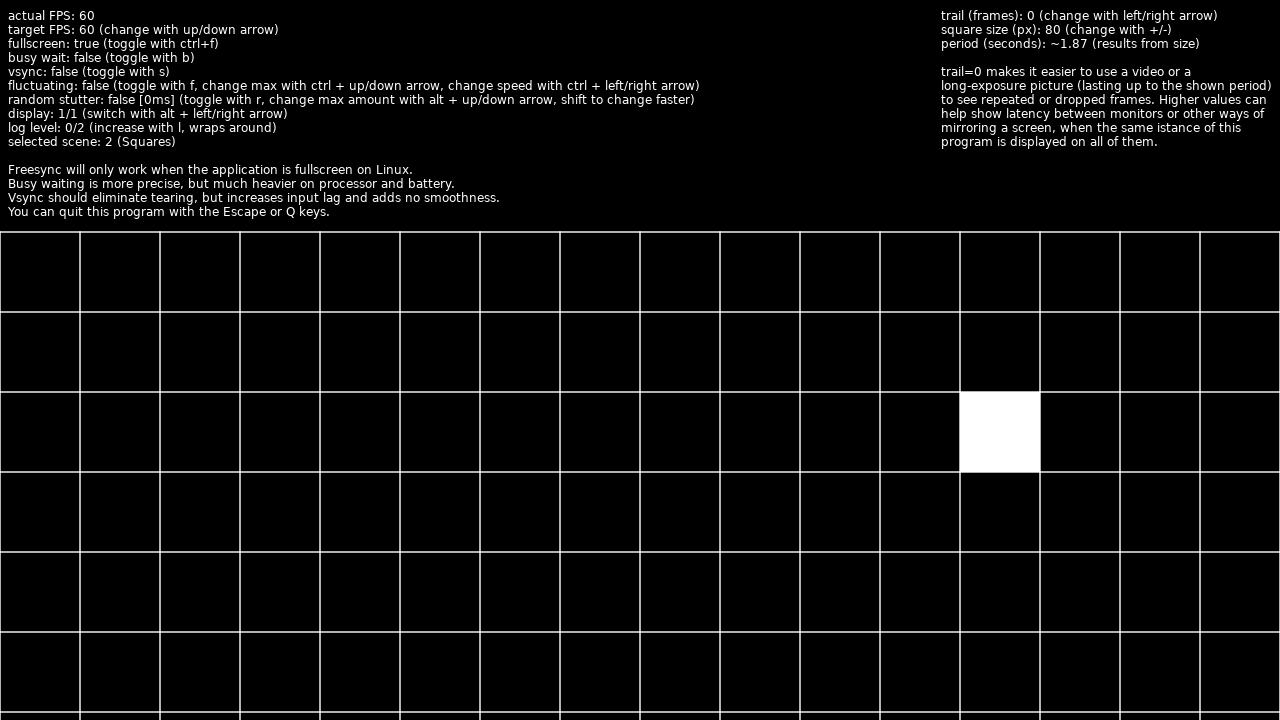 actual FPS: 60
target FPS: 60 (change with up/down arrow)
fullscreen: true (toggle with ctrl+f)
busy wait: false (toggle with b)
vsync: false (toggle with s)
fluctuating: false (toggle with f, change max with ctrl + up/down arrow, change speed with ctrl + left/right arrow)
random stutter: false [0ms] (toggle with r, change max amount with alt + up/down arrow, shift to change faster)
display: 1/1 (switch with alt + left/right arrow)
log level: 0/2 (increase with l, wraps around)
selected scene: 2 (Squares)
Freesync will only work when the application is fullscreen on Linux.
Busy waiting is more precise, but much heavier on processor and battery.
Vsync should eliminate tearing, but increases input lag and adds no smoothness.
You can quit this program with the Escape or Q keys.
trail (frames): 0 (change with left/right arrow)
square size (px): 80 (change with +/-)
period (seconds): ~1.87 (results from size)
trail=0 makes it easier to use a video or a
long-exposure picture (lasting up to the shown period)
to see repeated or dropped frames. Higher values can
help show latency between monitors or other ways of
mirroring a screen, when the same istance of this
program is displayed on all of them.